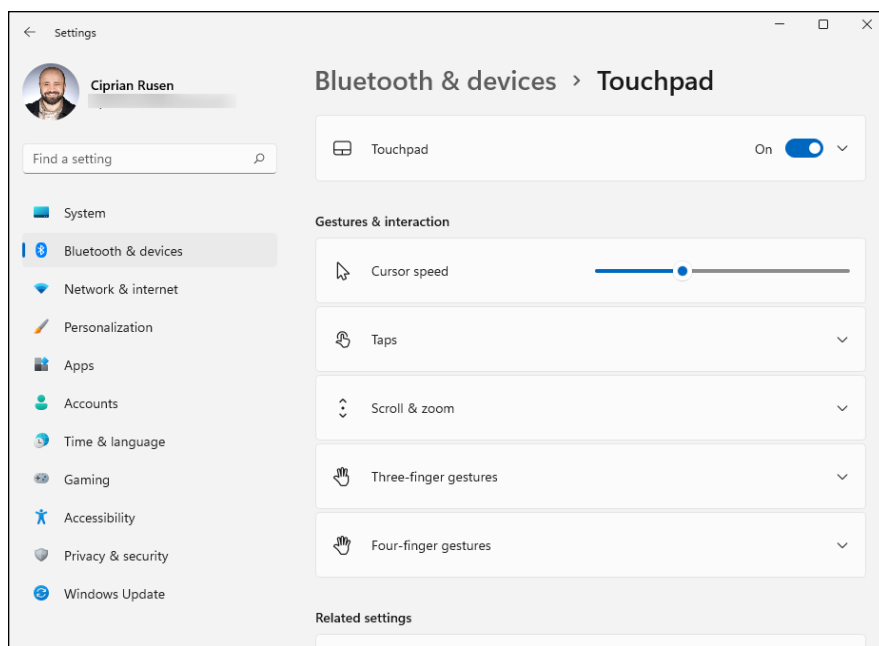 Settings
Ciprian Rusen
Find a setting
System
Bluetooth & devices
Network & internet
Personalization
Apps
Accounts
Time & language
Gaming
Accessibility
Privacy & security
Windows Update
Bluetooth & devices > Touchpad
Touchpad On
Gestures & interaction
Cursor speed
Taps
Scroll & zoom
Three-finger gestures
Four-finger gestures
Related settings